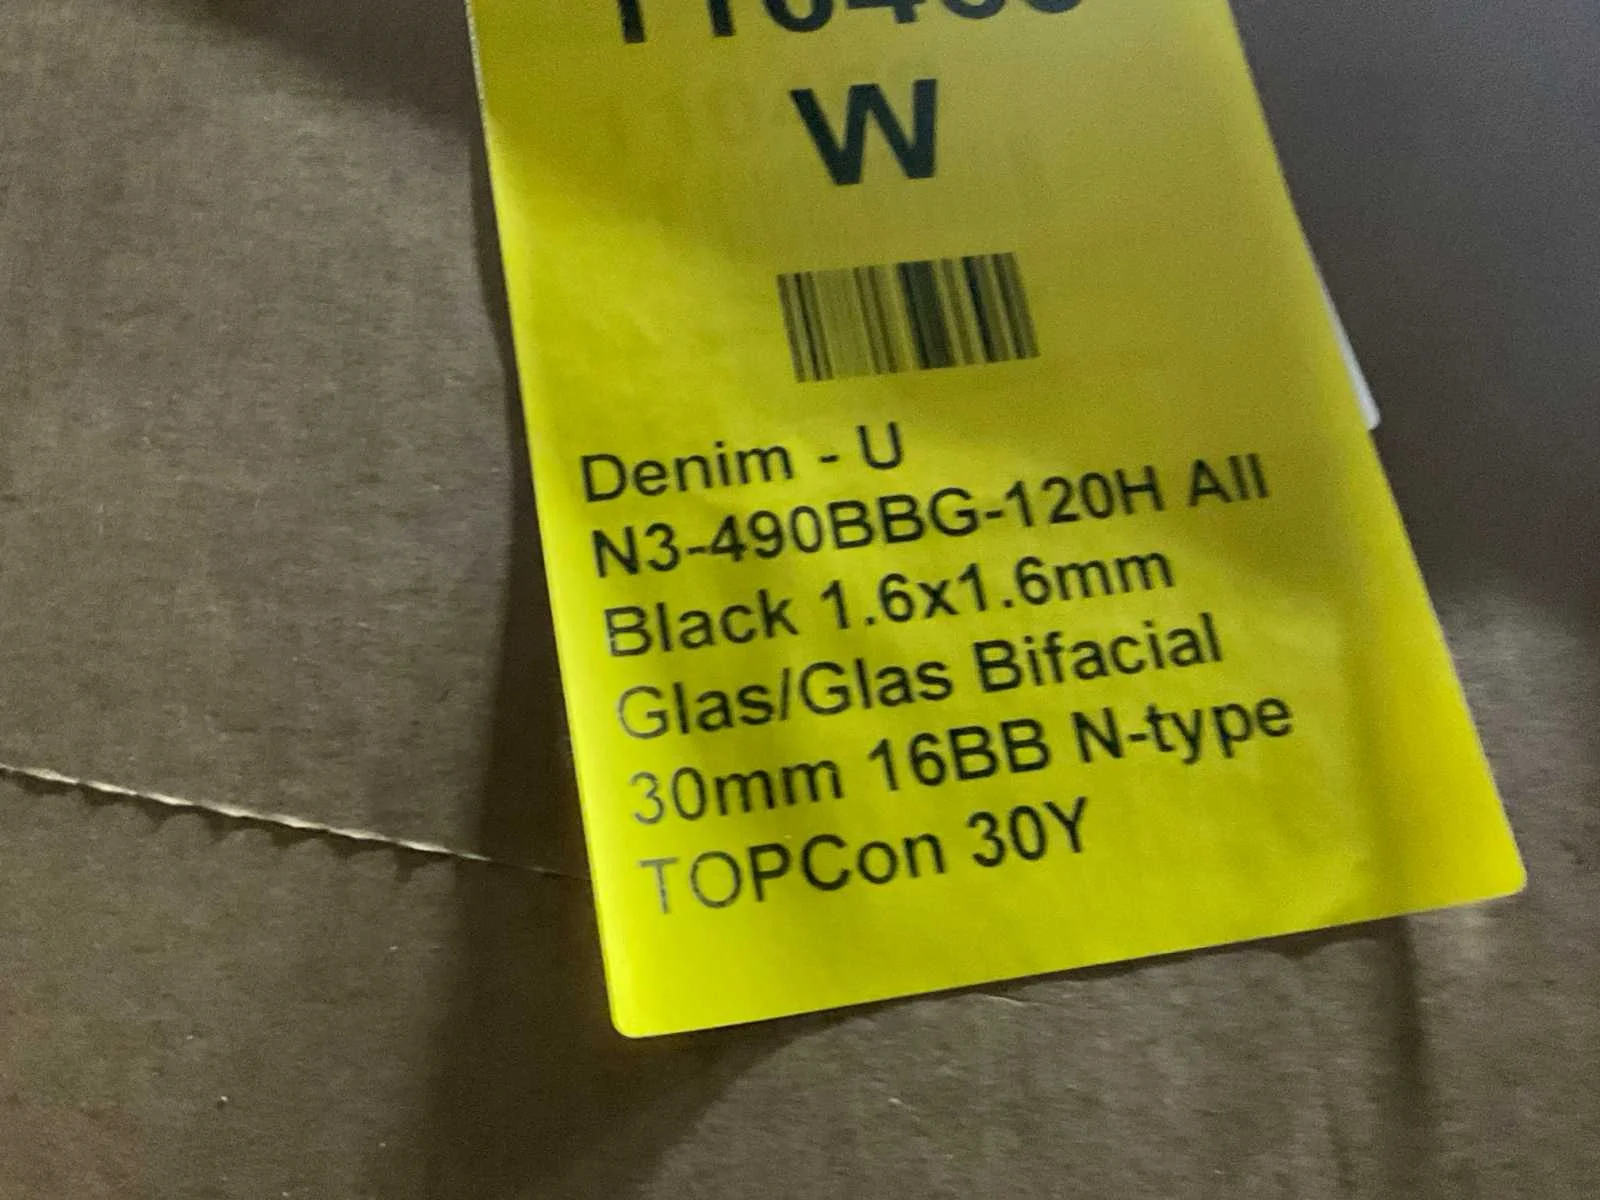 W
Denim - U
N3-490BBG-120H All
Black 1.6x1.6mm
Glas/Glas Bifacial
30mm 16BB N-type
TOPCon 30Y